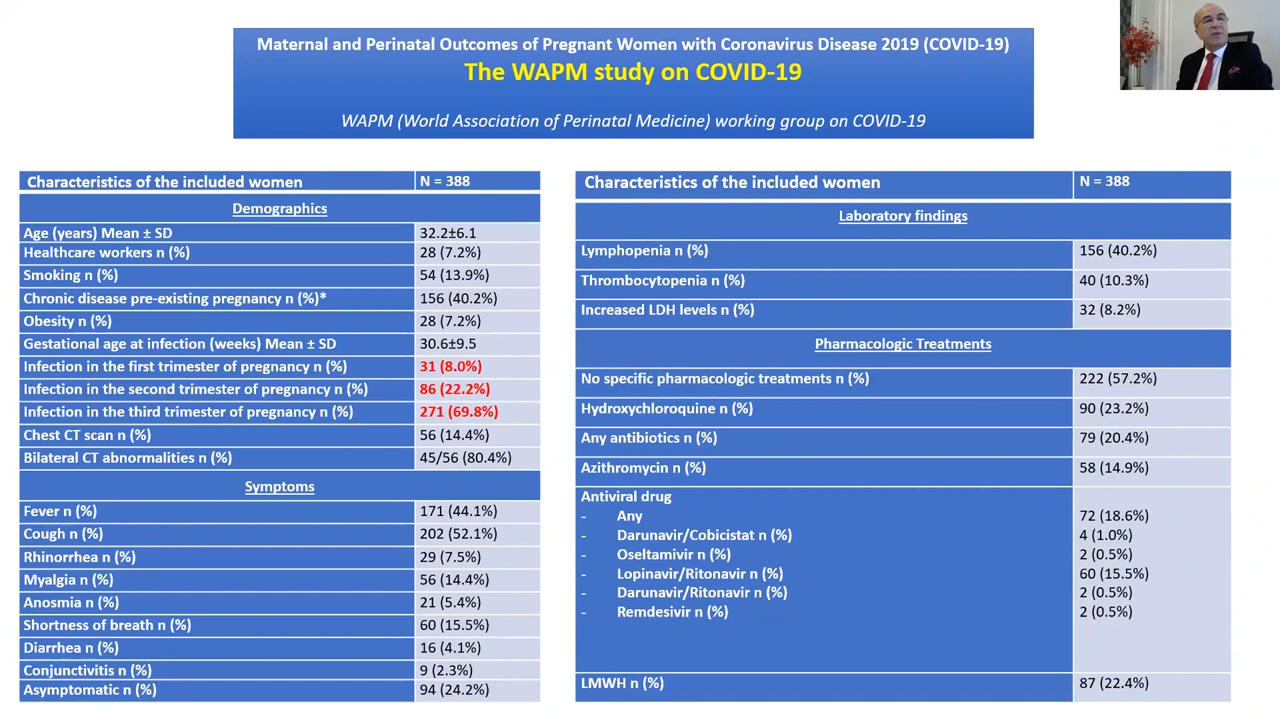 Maternal and Perinatal Outcomes of Pregnant Women with Coronavirus Disease 2019 (COVID-19)
The WAPM study on COVID-19
WAPM (World Association of Perinatal Medicine) working group on COVID-19
Characteristics of the included women N = 388
Demographics
Age (years) Mean ± SD 32.2±6.1
Healthcare workers n (%) 28 (7.2%)
Smoking n (%) 54 (13.9%)
Chronic disease pre-existing pregnancy n (%)* 156 (40.2%)
Obesity n (%) 28 (7.2%)
Gestational age at infection (weeks) Mean ± SD 30.6±9.5
Infection in the first trimester of pregnancy n (%) 31 (8.0%)
Infection in the second trimester of pregnancy n (%) 86 (22.2%)
Infection in the third trimester of pregnancy n (%) 271 (69.8%)
Chest CT scan n (%) 56 (14.4%)
Bilateral CT abnormalities n (%) 45/56 (80.4%)
Symptoms
Fever n (%) 171 (44.1%)
Cough n (%) 202 (52.1%)
Rhinorrhea n (%) 29 (7.5%)
Myalgia n (%) 56 (14.4%)
Anosmia n (%) 21 (5.4%)
Shortness of breath n (%) 60 (15.5%)
Diarrhea n (%) 16 (4.1%)
Conjunctivitis n (%) 9 (2.3%)
Asymptomatic n (%) 94 (24.2%)
Characteristics of the included women N = 388
Laboratory findings
Lymphopenia n (%) 156 (40.2%)
Thrombocytopenia n (%) 40 (10.3%)
Increased LDH levels n (%) 32 (8.2%)
Pharmacologic Treatments
No specific pharmacologic treatments n (%) 222 (57.2%)
Hydroxychloroquine n (%) 90 (23.2%)
Any antibiotics n (%) 79 (20.4%)
Azithromycin n (%) 58 (14.9%)
Antiviral drug
- Any 72 (18.6%)
- Darunavir/Cobicistat n (%) 4 (1.0%)
- Oseltamivir n (%) 2 (0.5%)
- Lopinavir/Ritonavir n (%) 60 (15.5%)
- Darunavir/Ritonavir n (%) 2 (0.5%)
- Remdesivir n (%) 2 (0.5%)
LMWH n (%) 87 (22.4%)